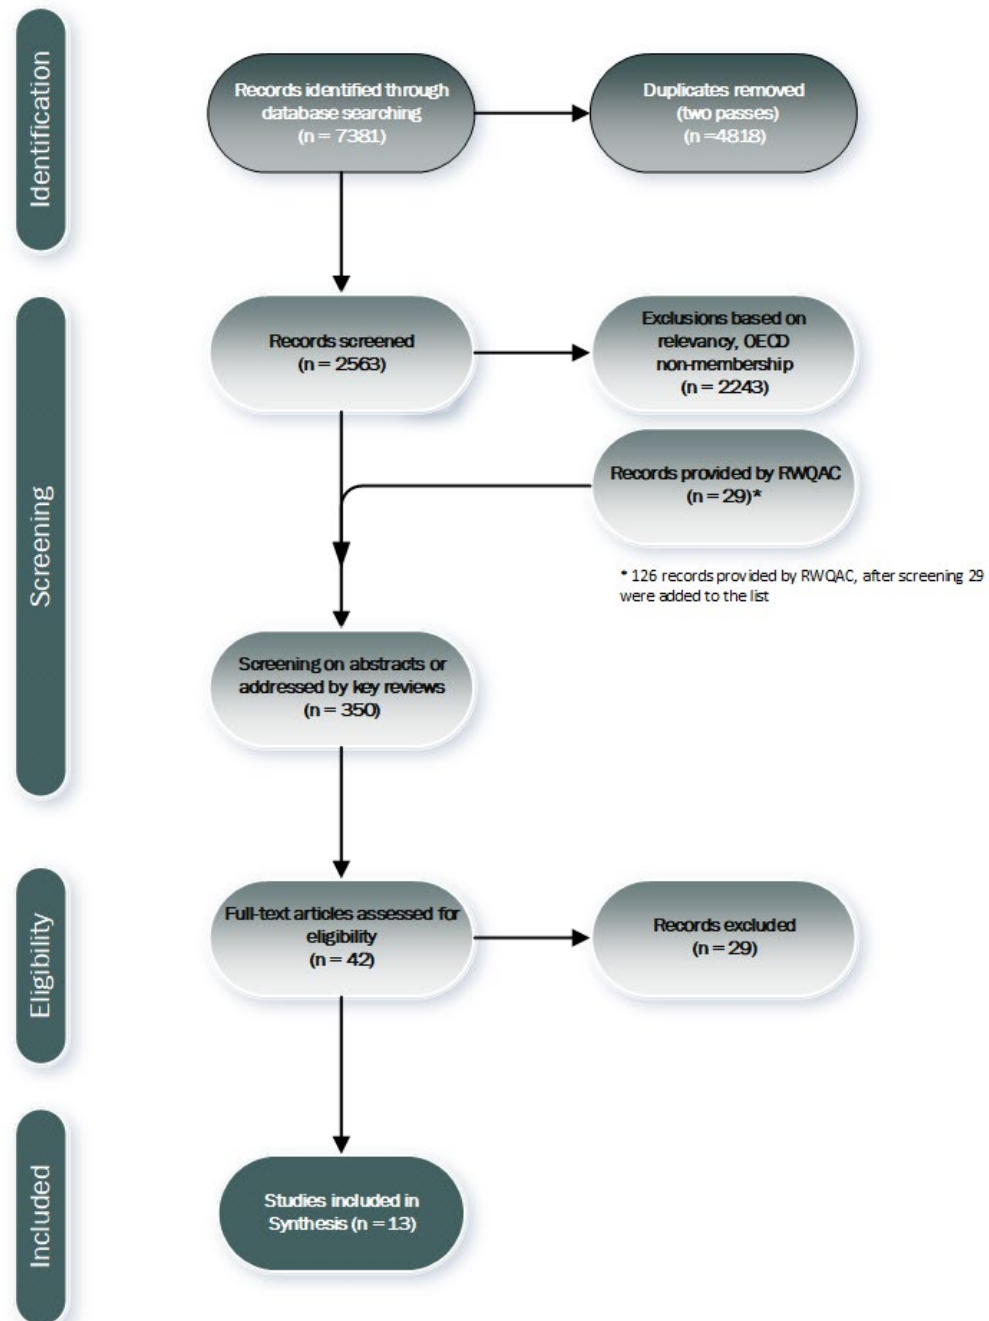 Identification
Records identified through
database searching
(n = 7381)
Duplicates removed
(two passes)
(n =4818)
Screening
Records screened
(n = 2563)
Exclusions based on
relevancy, OECD
non-membership
(n = 2243)
Records provided by RWQAC
(n = 29)*
* 126 records provided by RWQAC, after screening 29
were added to the list
Screening on abstracts or
addressed by key reviews
(n = 350)
Eligibility
Full-text articles assessed for
eligibility
(n = 42)
Records excluded
(n = 29)
Included
Studies included in
Synthesis (n = 13)